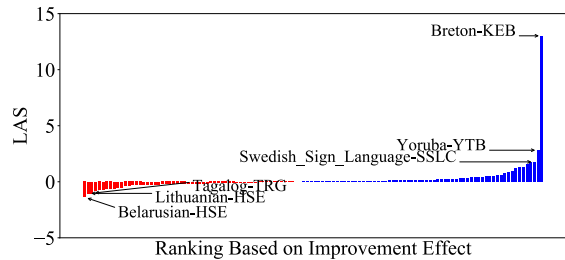 15
10
5
0
−5
LAS
Breton-KEB
Yoruba-YTB
Swedish_Sign_Language-SSLC
Tagalog-TRG
Lithuanian-HSE
Belarusian-HSE
Ranking Based on Improvement Effect